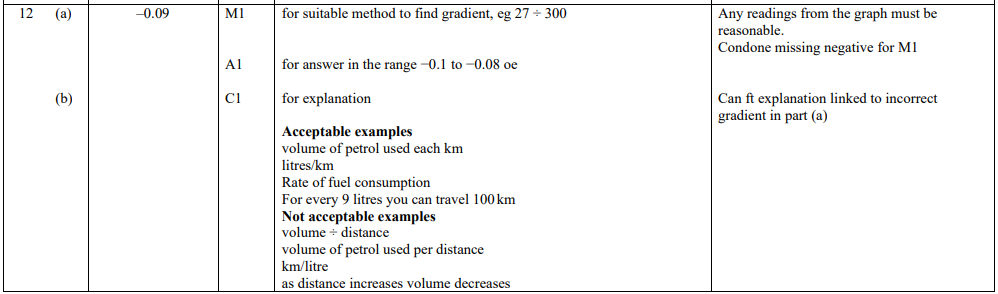 12 (a) −0.09 M1 for suitable method to find gradient, eg 27 ÷ 300 Any readings from the graph must be
reasonable.
Condone missing negative for M1
A1 for answer in the range −0.1 to −0.08 oe
(b) C1 for explanation Can ft explanation linked to incorrect
gradient in part (a)
Acceptable examples
volume of petrol used each km
litres/km
Rate of fuel consumption
For every 9 litres you can travel 100 km
Not acceptable examples
volume ÷ distance
volume of petrol used per distance
km/litre
as distance increases volume decreases